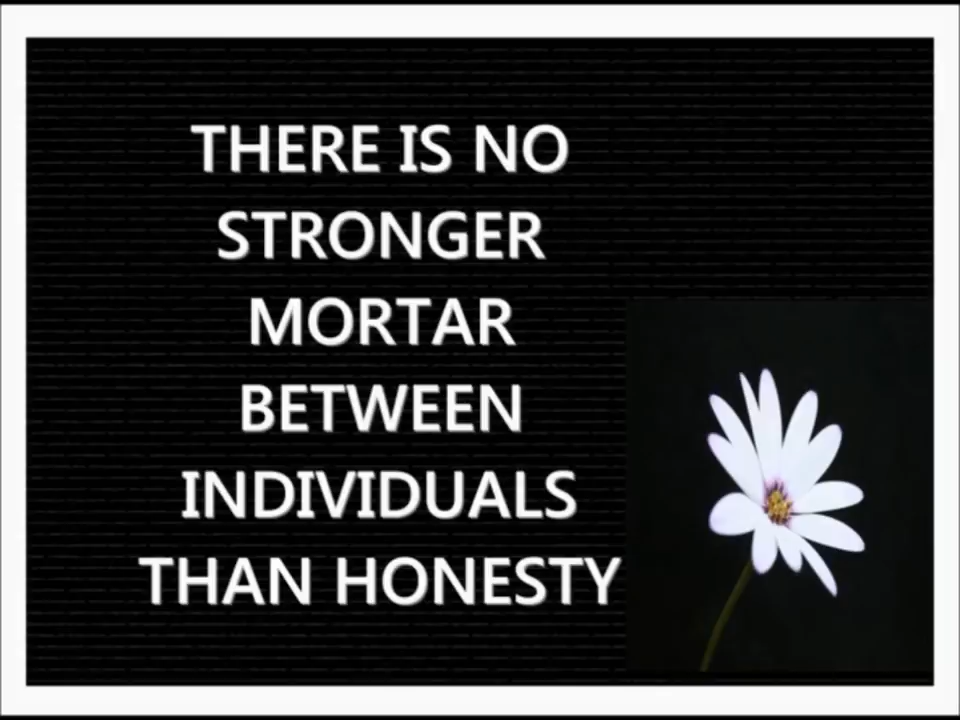 THERE IS NO
STRONGER
MORTAR
BETWEEN
INDIVIDUALS
THAN HONESTY